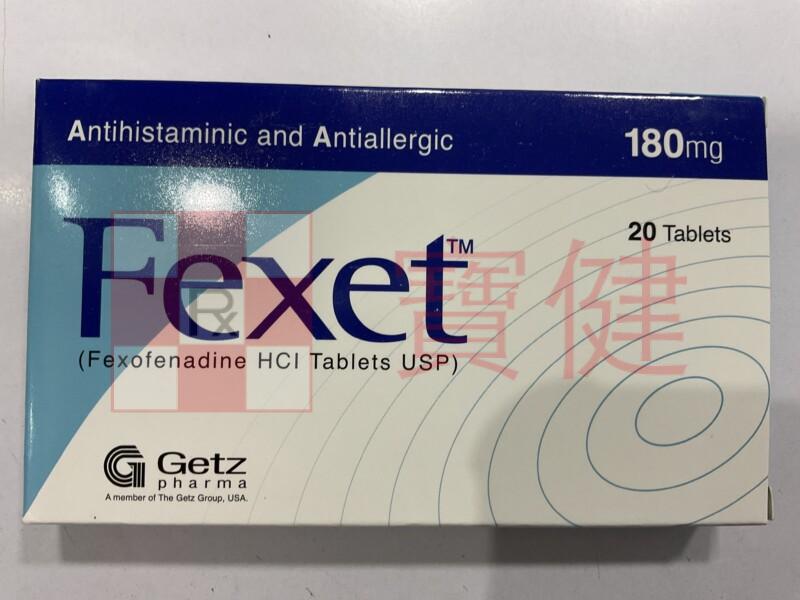 Antihistaminic and Antiallergic
180mg
20 Tablets
Fexet™
Rx
寶健
(Fexofenadine HCl Tablets USP)
Getz
pharma
A member of The Getz Group, USA.